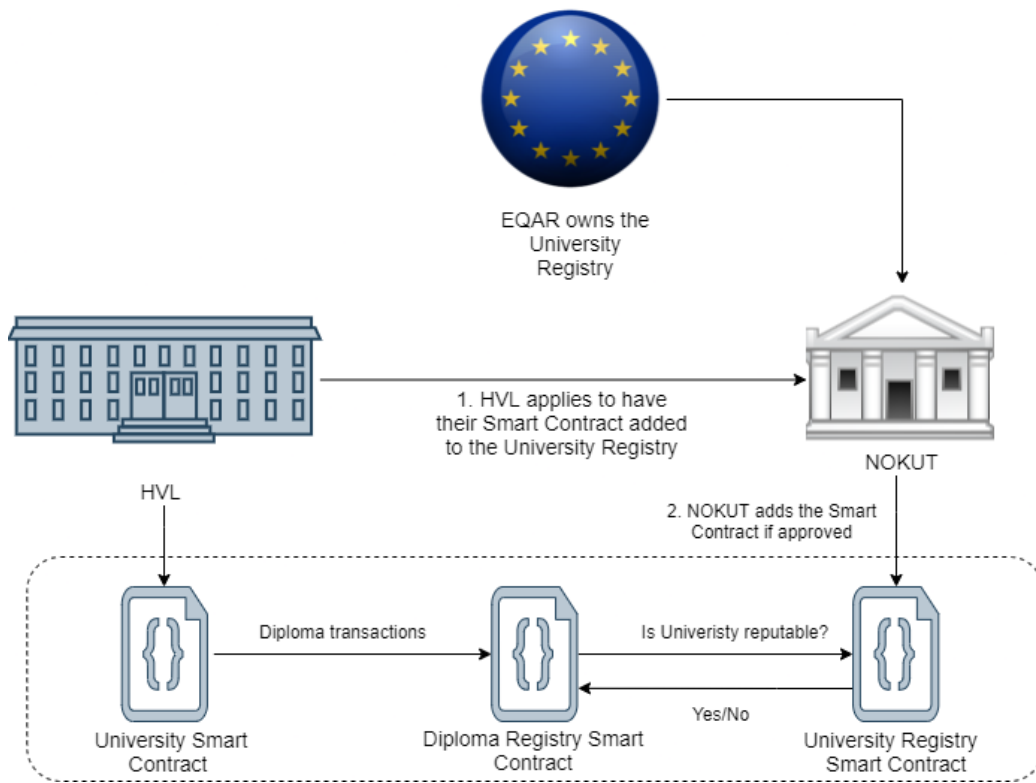 EQAR owns the
University
Registry
1. HVL applies to have
their Smart Contract added
to the University Registry
NOKUT
HVL
2. NOKUT adds the Smart
Contract if approved
Diploma transactions
Is Univeristy reputable?
Yes/No
University Smart
Contract
Diploma Registry Smart
Contract
University Registry
Smart Contract